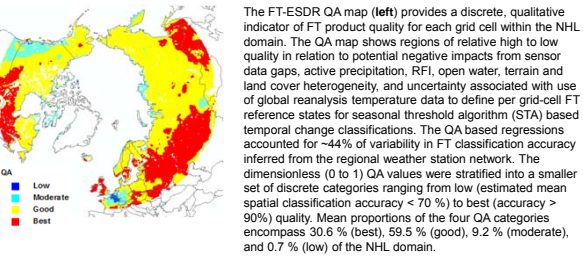 The FT-ESDR QA map (left) provides a discrete, qualitative
indicator of FT product quality for each grid cell within the NHL
domain. The QA map shows regions of relative high to low
quality in relation to potential negative impacts from sensor
data gaps, active precipitation, RFI, open water, terrain and
land cover heterogeneity, and uncertainty associated with use
of global reanalysis temperature data to define per grid-cell FT
reference states for seasonal threshold algorithm (STA) based
temporal change classifications. The QA based regressions
accounted for ~44% of variability in FT classification accuracy
inferred from the regional weather station network. The
dimensionless (0 to 1) QA values were stratified into a smaller
set of discrete categories ranging from low (estimated mean
spatial classification accuracy < 70 %) to best (accuracy >
90%) quality. Mean proportions of the four QA categories
encompass 30.6 % (best), 59.5 % (good), 9.2 % (moderate),
and 0.7 % (low) of the NHL domain.
QA
Low
Moderate
Good
Best